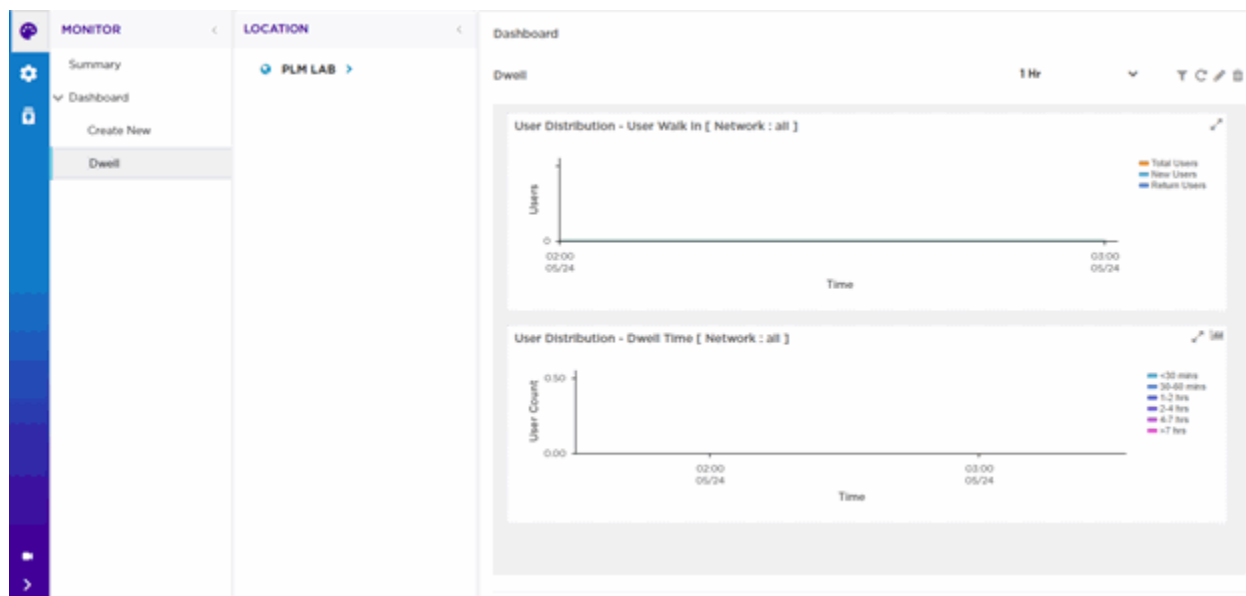 MONITOR
Summary
Dashboard
Create New
Dwell
LOCATION
PLM LAB
Dashboard
Dwell
1 Hr
User Distribution - User Walk In [ Network : all ]
Total Users
New Users
Return Users
Users
0
02:00
05/24
03:00
05/24
Time
User Distribution - Dwell Time [ Network : all ]
<30 mins
30-60 mins
1-2 hrs
2-4 hrs
4-7 hrs
>7 hrs
User Count
0.50
0.00
02:00
05/24
03:00
05/24
Time